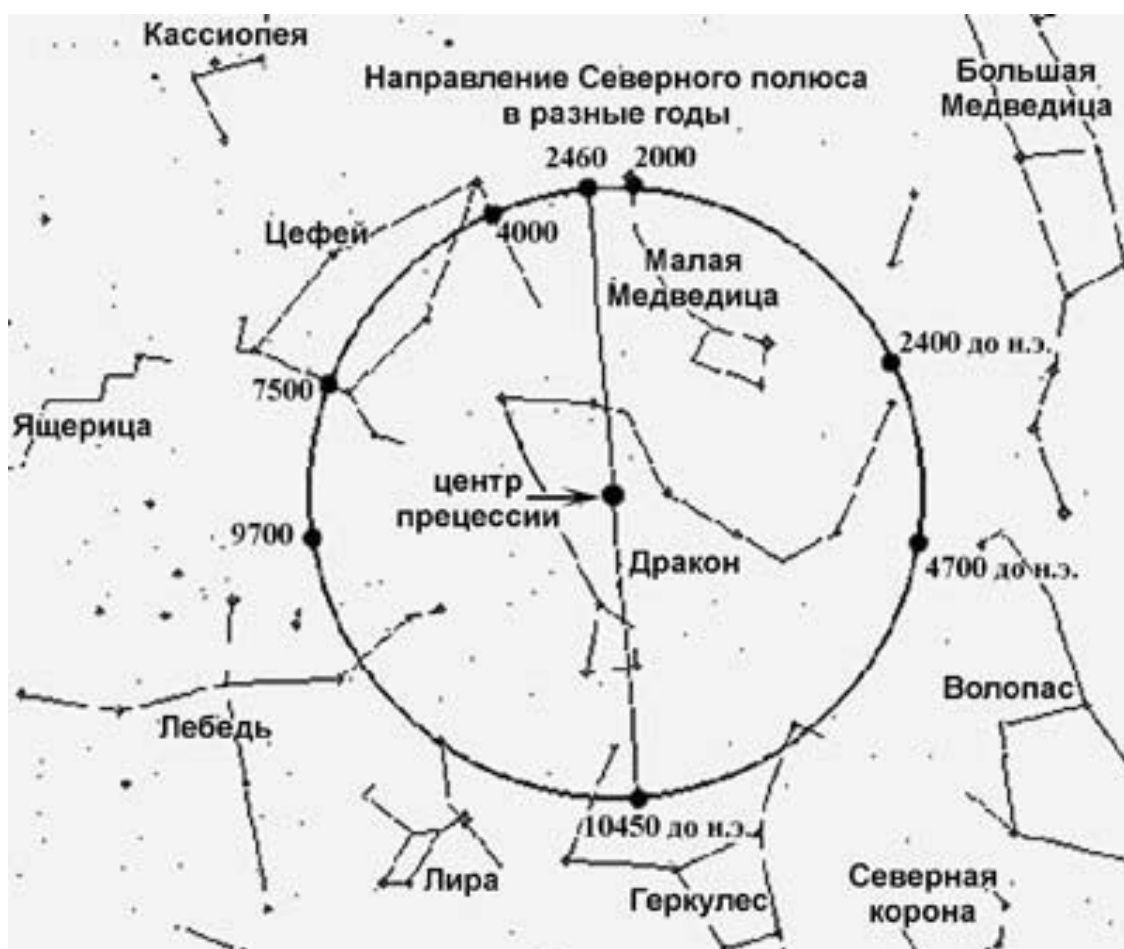 Кассиопея
Направление Северного полюса
в разные годы
Большая
Медведица
2460
2000
Цефей
4000
Малая
Медведица
2400 до н.э.
7500
Ящерица
центр
прецессии
9700
Дракон
4700 до н.э.
Волопас
Лебедь
10450 до н.э.
Лира
Геркулес
Северная
корона